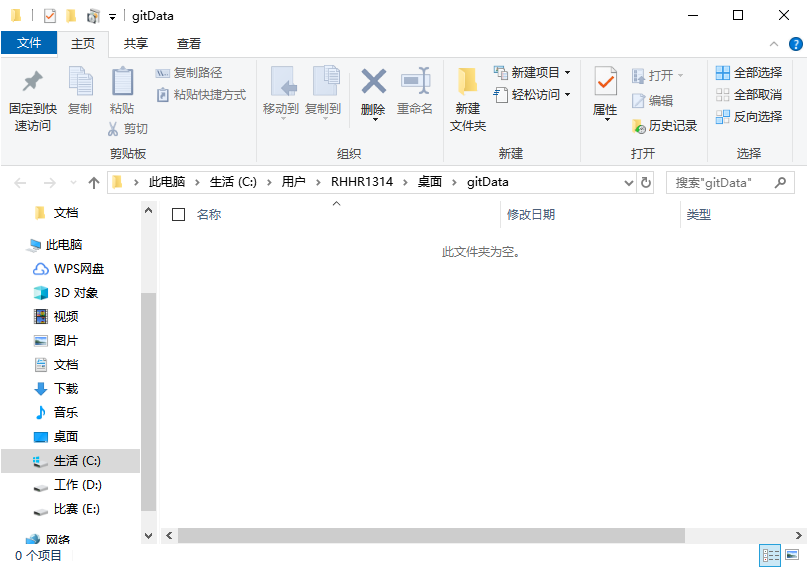 gitData
文件 主页 共享 查看
固定到快速访问
复制
粘贴
复制路径
粘贴快捷方式
剪切
剪贴板
移动到
复制到
删除
重命名
组织
新建
文件夹
新建项目
轻松访问
新建
属性
打开
编辑
历史记录
打开
全部选择
全部取消
反向选择
选择
此电脑 生活 (C:) 用户 RHHR1314 桌面 gitData
搜索"gitData"
名称 修改日期 类型
此文件夹为空。
文档
此电脑
WPS网盘
3D 对象
视频
图片
文档
下载
音乐
桌面
生活 (C:)
工作 (D:)
比赛 (E:)
网络
0 个项目